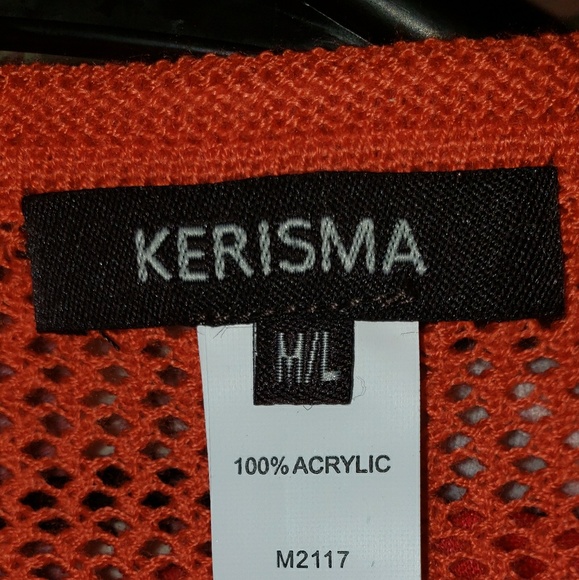 KERISMA
M/L
100% ACRYLIC
M2117